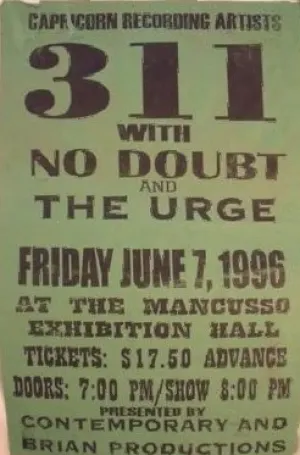 CAPRICORN RECORDING ARTISTS
311
WITH
NO DOUBT
AND
THE URGE
FRIDAY JUNE 7, 1996
AT THE MANCUSSO
EXHIBITION HALL
TICKETS: $17.50 ADVANCE
DOORS: 7:00 PM/SHOW 8:00 PM
PRESENTED BY
CONTEMPORARY AND
BRIAN PRODUCTIONS